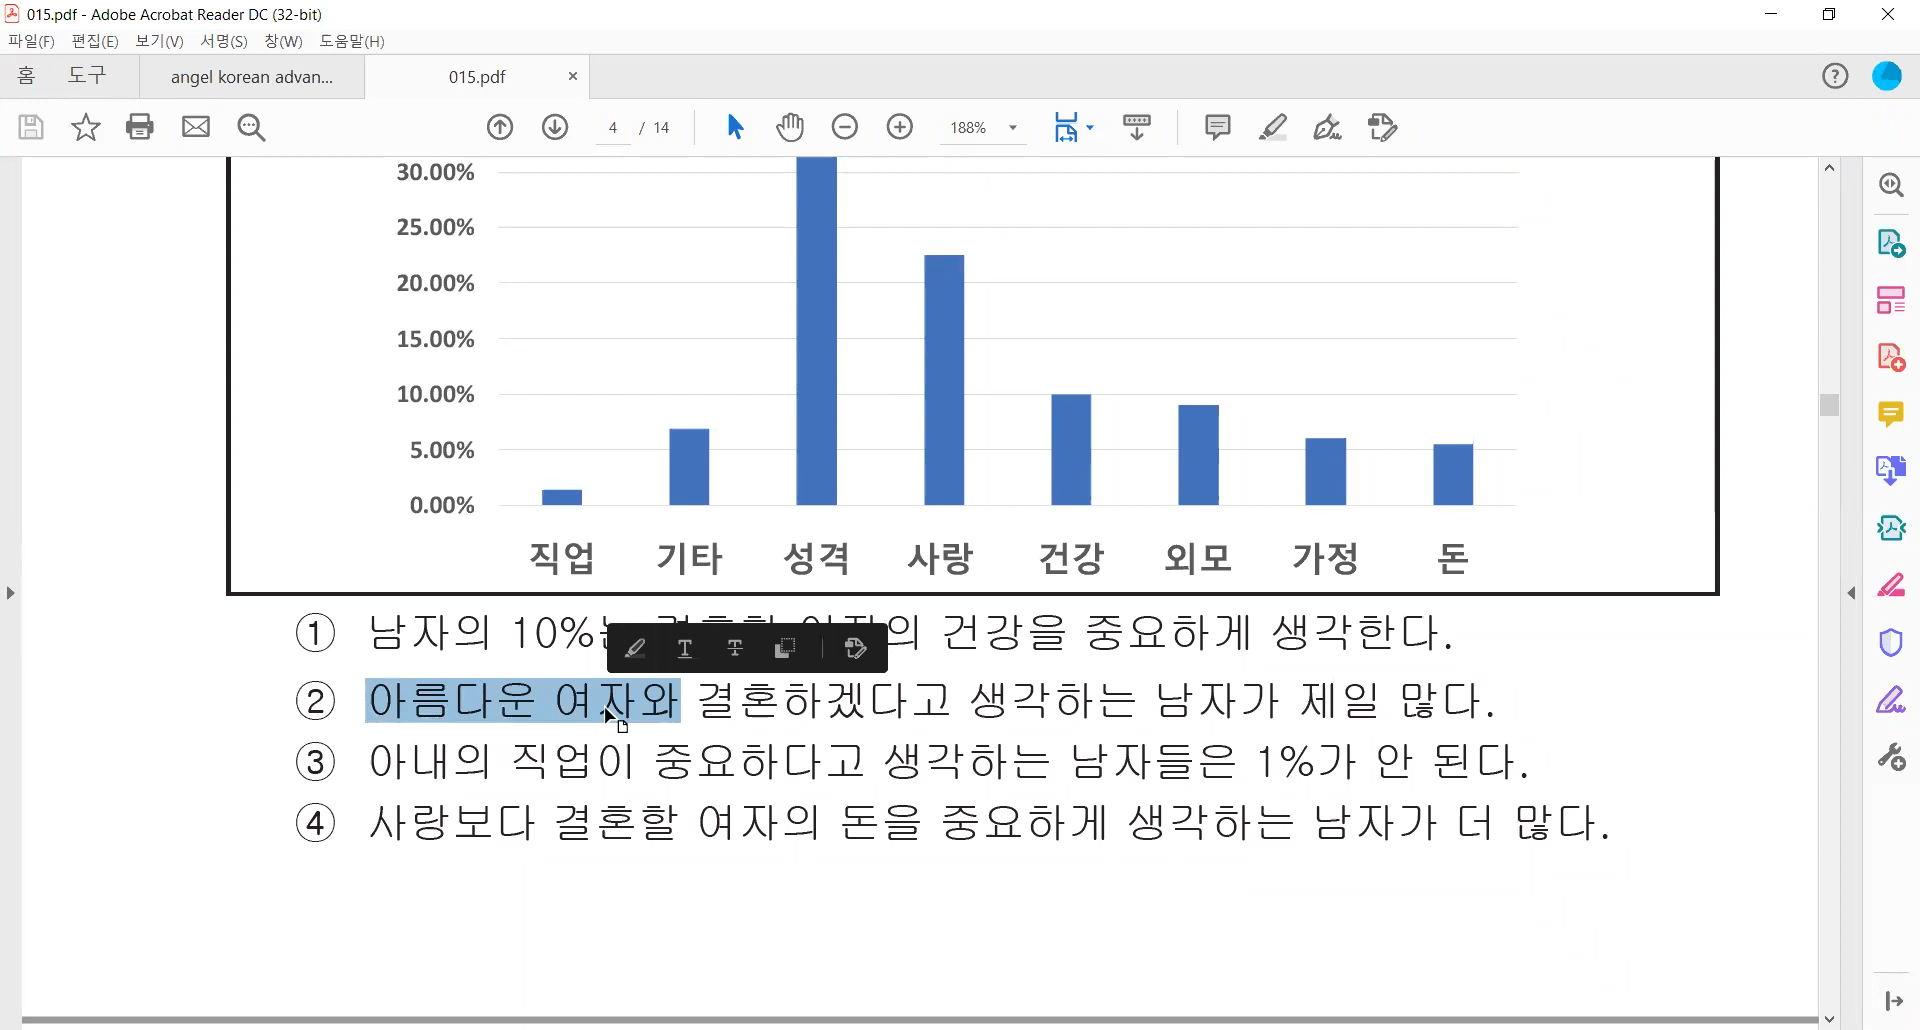 015.pdf - Adobe Acrobat Reader DC (32-bit)
파일(F) 편집(E) 보기(V) 서명(S) 창(W) 도움말(H)
홈 도구 angel korean advan... 015.pdf
4 / 14 188%
30.00%
25.00%
20.00%
15.00%
10.00%
5.00%
0.00%
직업 기타 성격 사랑 건강 외모 가정 돈
① 남자의 10% 건강을 중요하게 생각한다.
② 아름다운 여자와 결혼하겠다고 생각하는 남자가 제일 많다.
③ 아내의 직업이 중요하다고 생각하는 남자들은 1%가 안 된다.
④ 사랑보다 결혼할 여자의 돈을 중요하게 생각하는 남자가 더 많다.